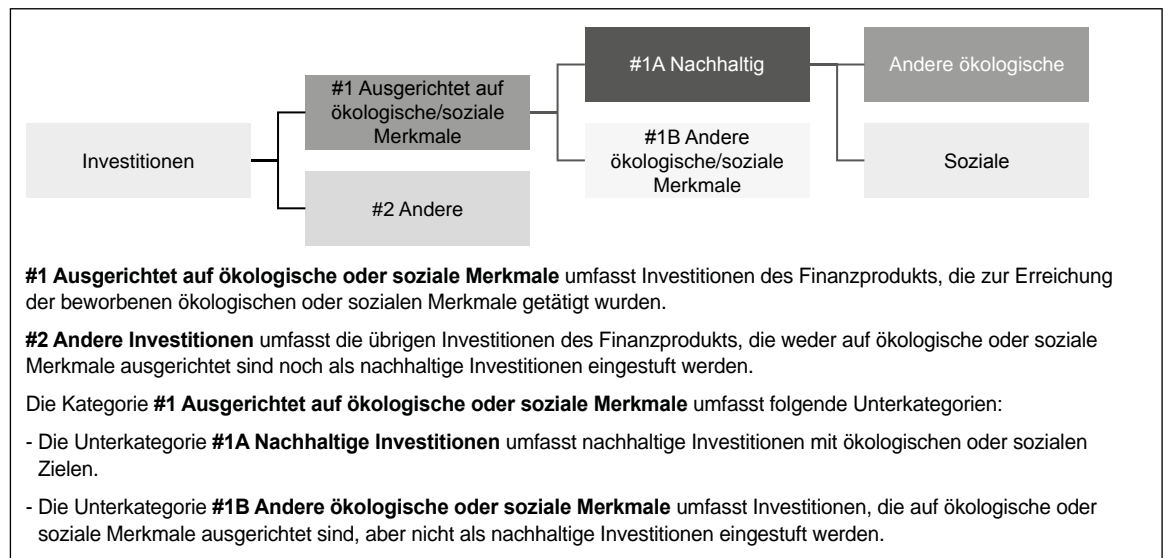 #1A Nachhaltig
Andere ökologische
#1 Ausgerichtet auf
ökologische/soziale
Merkmale
Investitionen
#1B Andere
ökologische/soziale
Merkmale
Soziale
#2 Andere
#1 Ausgerichtet auf ökologische oder soziale Merkmale umfasst Investitionen des Finanzprodukts, die zur Erreichung
der beworbenen ökologischen oder sozialen Merkmale getätigt wurden.
#2 Andere Investitionen umfasst die übrigen Investitionen des Finanzprodukts, die weder auf ökologische oder soziale
Merkmale ausgerichtet sind noch als nachhaltige Investitionen eingestuft werden.
Die Kategorie #1 Ausgerichtet auf ökologische oder soziale Merkmale umfasst folgende Unterkategorien:
- Die Unterkategorie #1A Nachhaltige Investitionen umfasst nachhaltige Investitionen mit ökologischen oder sozialen
Zielen.
- Die Unterkategorie #1B Andere ökologische oder soziale Merkmale umfasst Investitionen, die auf ökologische oder
soziale Merkmale ausgerichtet sind, aber nicht als nachhaltige Investitionen eingestuft werden.